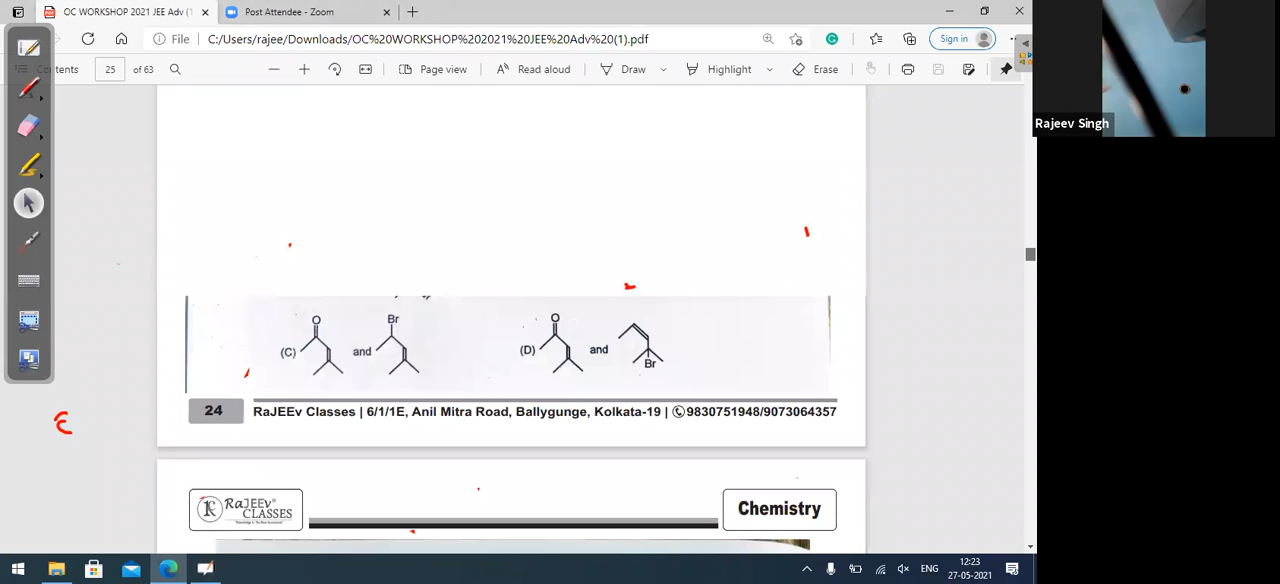 OC WORKSHOP 2021 JEE Adv (
Post Attendee - Zoom
File
C:/Users/rajee/Downloads/OC%20WORKSHOP%202021%20JEE%20Adv%20(1).pdf
Sign in
Contents
25 of 63
Page view
Read aloud
Draw
Highlight
Erase
Rajeev Singh
O
Br
(C)
and
O
(D)
and
Br
24
RaJEEv Classes | 6/1/1E, Anil Mitra Road, Ballygunge, Kolkata-19 | 9830751948/9073064357
RaJEEv
CLASSES
Chemistry
ENG
12:23
27-05-2021